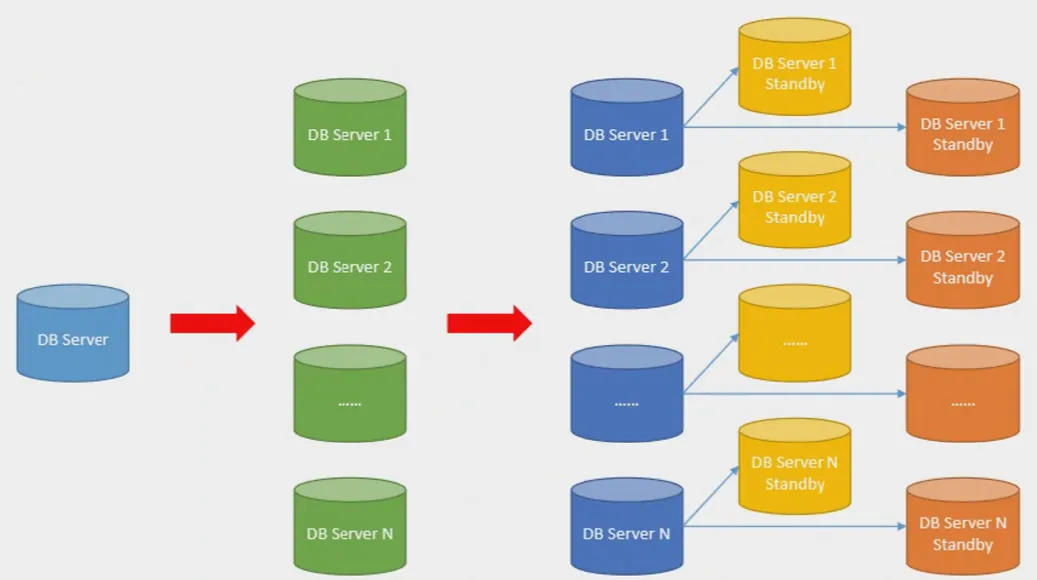 DB Server
DB Server 1
DB Server 2
......
DB Server N
DB Server 1
DB Server 2
......
DB Server N
DB Server 1
Standby
DB Server 2
Standby
......
DB Server N
Standby
DB Server 1
Standby
DB Server 2
Standby
......
DB Server N
Standby